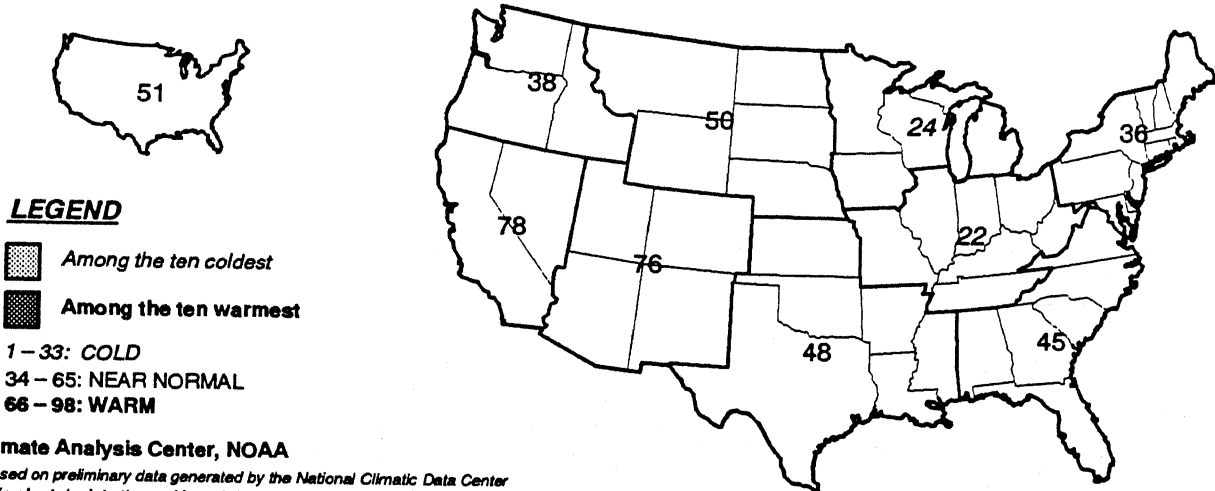 51
38
50
24
36
78
76
22
48
45
LEGEND
Among the ten coldest
Among the ten warmest
1 – 33: COLD
34 – 65: NEAR NORMAL
66 – 98: WARM
mate Analysis Center, NOAA
sed on preliminary data generated by the National Climatic Data Center